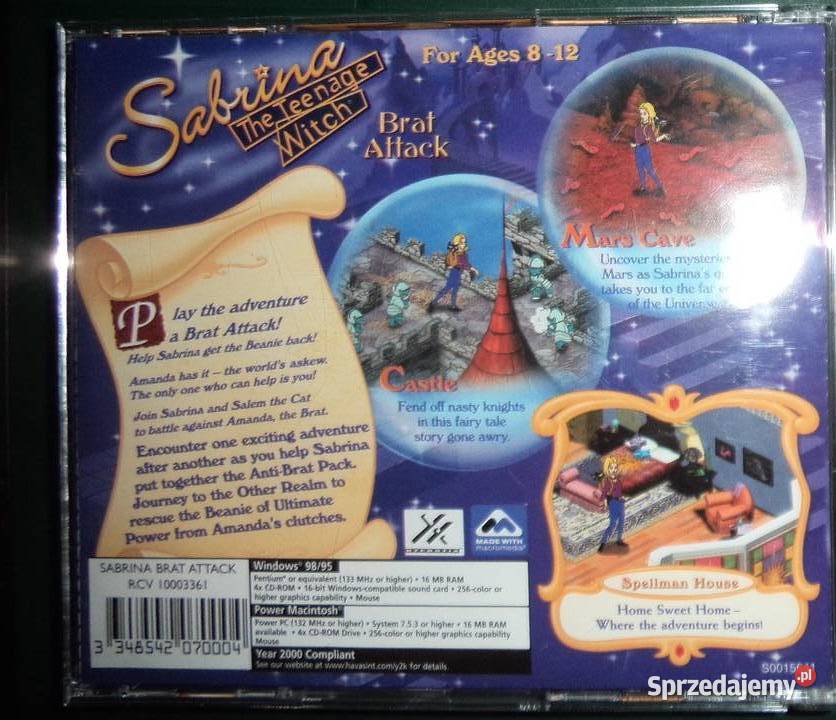 Sabrina
The Teenage
Witch
For Ages 8-12
Brat
Attack
Mars Cave
Uncover the
Mars as Sabrina's
takes you to the far
of the
Castle
Fend off nasty knights
in this fairy tale
story gone awry.
Play the adventure
a Brat Attack!
Help Sabrina get the Beanie back!
Amanda has it – the world's askew.
The only one who can help is you!
Join Sabrina and Salem the Cat
to battle against Amanda, the Brat.
Encounter one exciting adventure
after another as you help Sabrina
put together the Anti-Brat Pack.
Journey to the Other Realm to
rescue the Beanie of Ultimate
Power from Amanda's clutches.
Spellman House
Home Sweet Home –
Where the adventure begins!
HYPNOTIX
MADE WITH
macromedia
SABRINA BRAT ATTACK
RCV 10003361
3 348542 070004
Windows® 98/95
Pentium® or equivalent (133 MHz or higher) • 16 MB RAM
4x CD-ROM • 16-bit Windows-compatible sound card • 256-color or
higher graphics capability • Mouse
Power Macintosh®
Power PC (132 MHz or higher) • System 7.5.3 or higher • 16 MB RAM
available • 4x CD-ROM Drive • 256-color or higher graphics capability
Mouse
Year 2000 Compliant
See our website at www.havasint.com/y2k for details
Sprzedajemy.pl